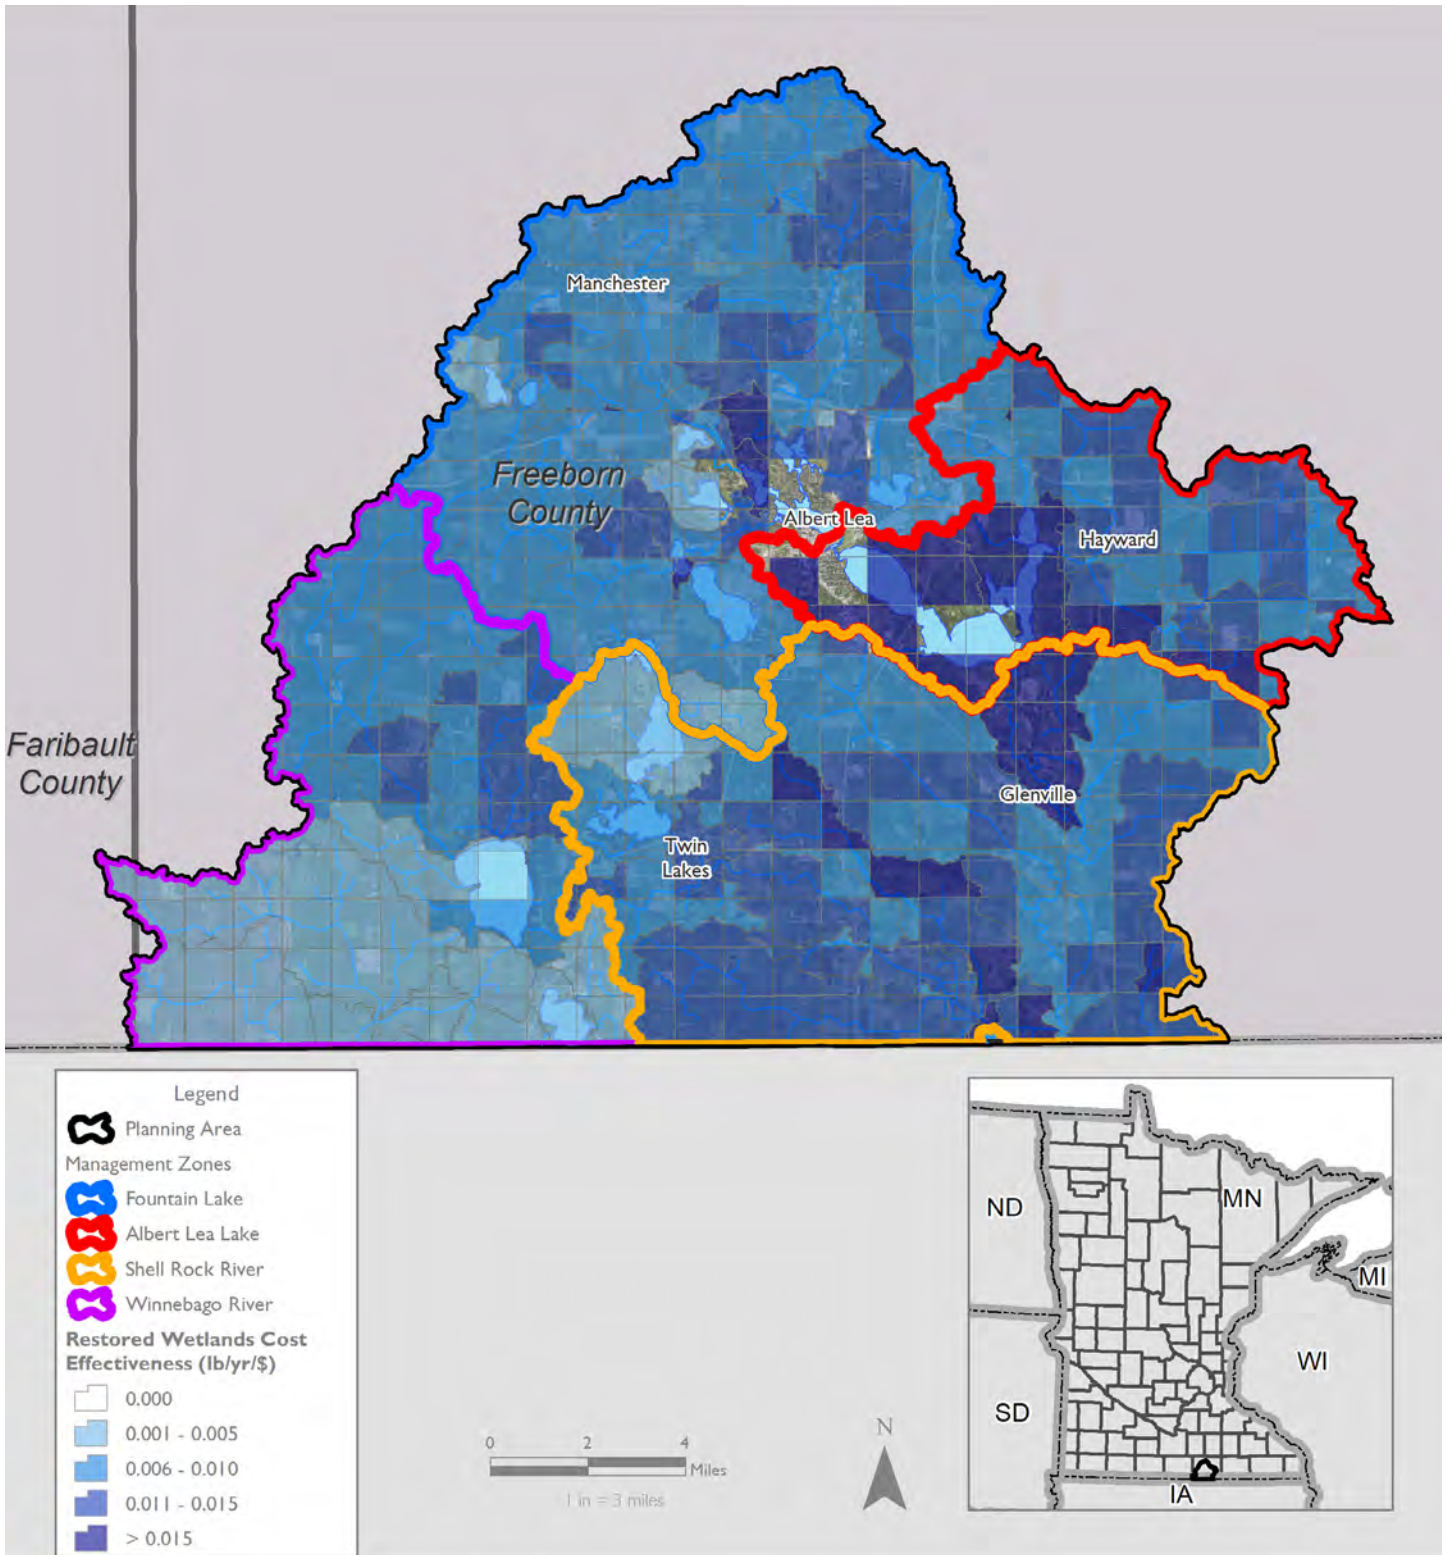 Manchester
Freeborn
County
Albert Lea
Hayward
Faribault
County
Glenville
Twin
Lakes
Legend
Planning Area
Management Zones
Fountain Lake
Albert Lea Lake
Shell Rock River
Winnebago River
Restored Wetlands Cost
Effectiveness (lb/yr/$)
0.000
0.001 - 0.005
0.006 - 0.010
0.011 - 0.015
> 0.015
0 2 4
Miles
1 in = 3 miles
N
ND
MN
MI
WI
SD
IA